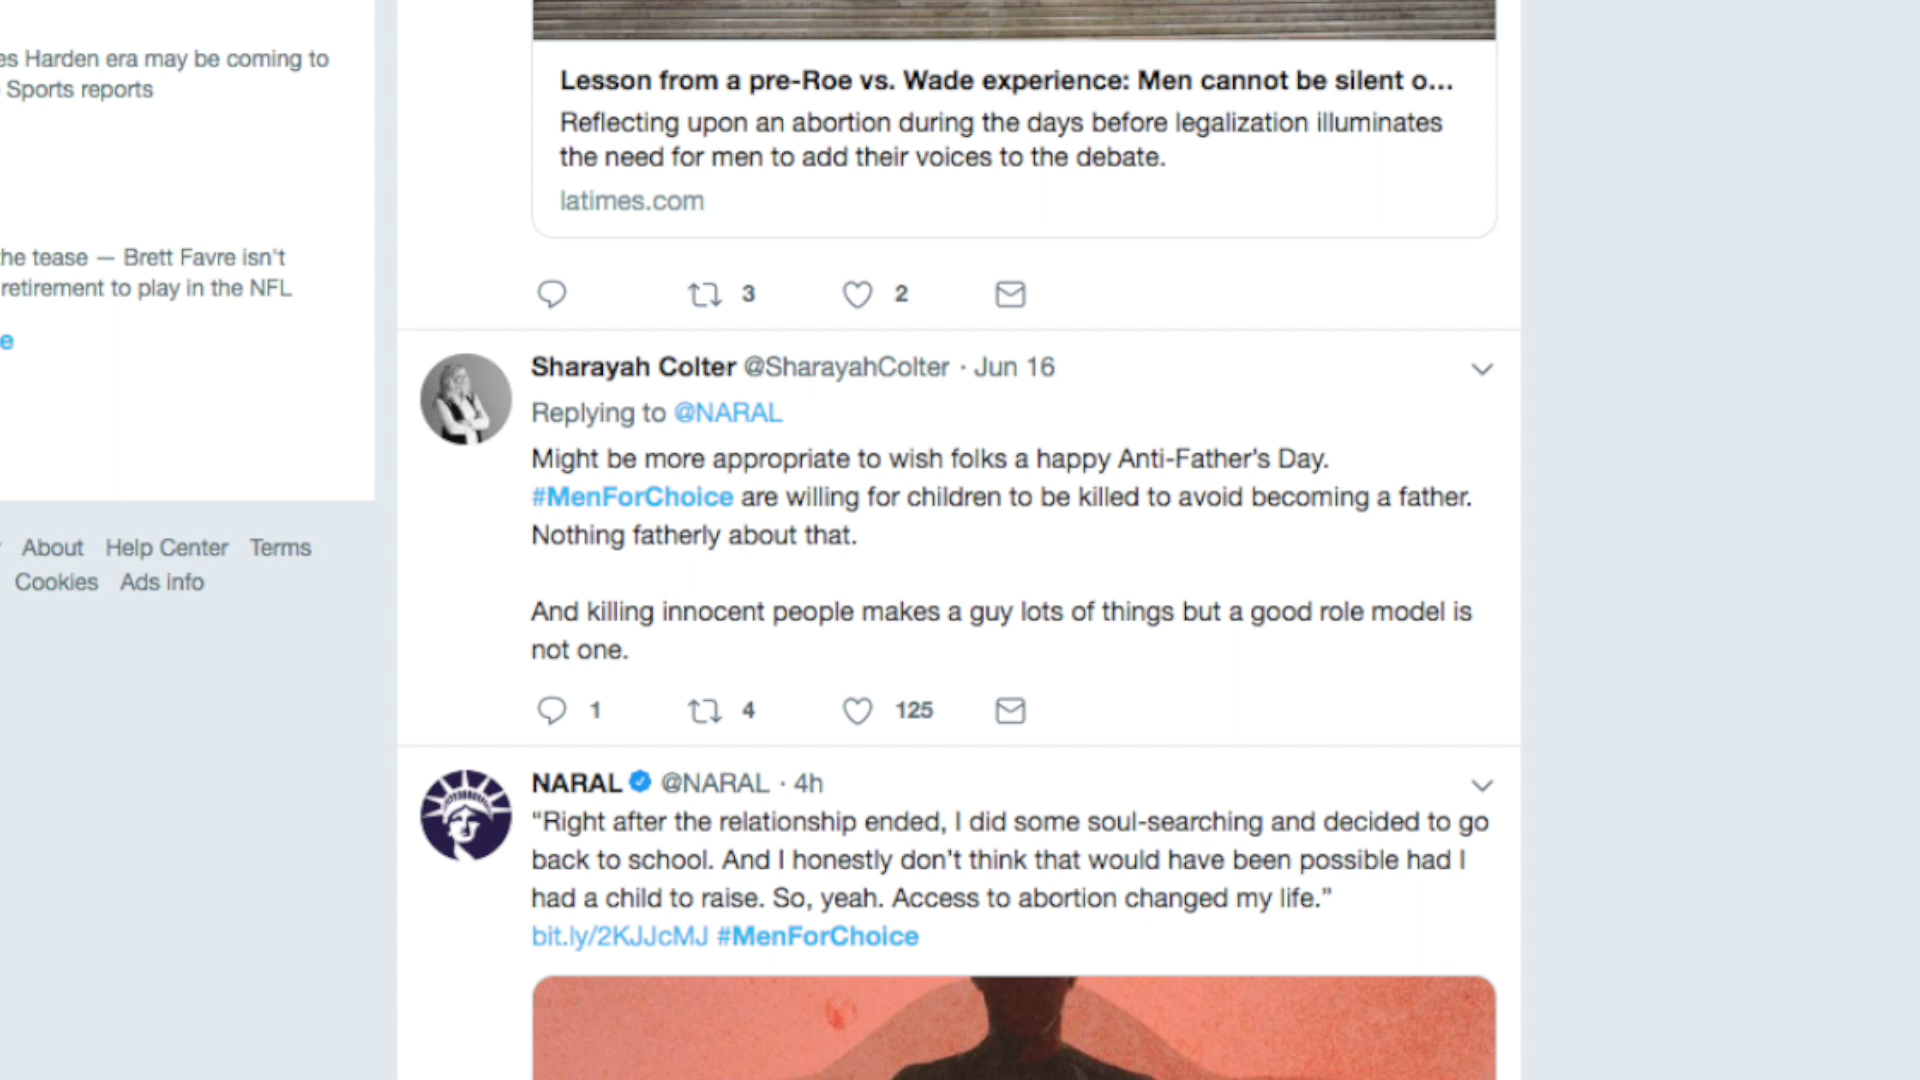 es Harden era may be coming to
Sports reports
he tease — Brett Favre isn't
retirement to play in the NFL
e
About Help Center Terms
Cookies Ads info
Lesson from a pre-Roe vs. Wade experience: Men cannot be silent o...
Reflecting upon an abortion during the days before legalization illuminates
the need for men to add their voices to the debate.
latimes.com
3 2
Sharayah Colter @SharayahColter · Jun 16
Replying to @NARAL
Might be more appropriate to wish folks a happy Anti-Father's Day.
#MenForChoice are willing for children to be killed to avoid becoming a father.
Nothing fatherly about that.
And killing innocent people makes a guy lots of things but a good role model is
not one.
1 4 125
NARAL @NARAL · 4h
“Right after the relationship ended, I did some soul-searching and decided to go
back to school. And I honestly don’t think that would have been possible had I
had a child to raise. So, yeah. Access to abortion changed my life.”
bit.ly/2KJJcMJ #MenForChoice